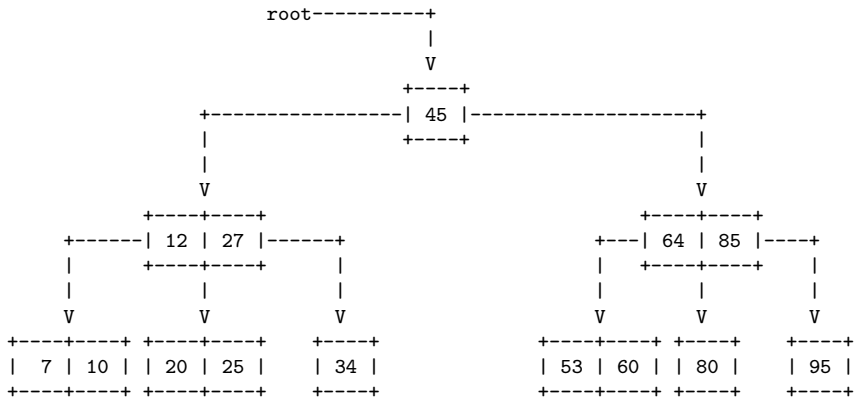 root-----------+
|
V
+----+
+-----------------| 45 |--------------------+
| +----+ |
| |
V V
+----+----+ +----+----+
+------| 12 | 27 |------+ +---| 64 | 85 |----+
| +----+----+ | | +----+----+ |
| | | | | |
V V V V V V
+----+----+ +----+----+ +----+ +----+----+ +----+ +----+
| 7 | 10 | | 20 | 25 | | 34 | | 53 | 60 | | 80 | | 95 |
+----+----+ +----+----+ +----+ +----+----+ +----+ +----+